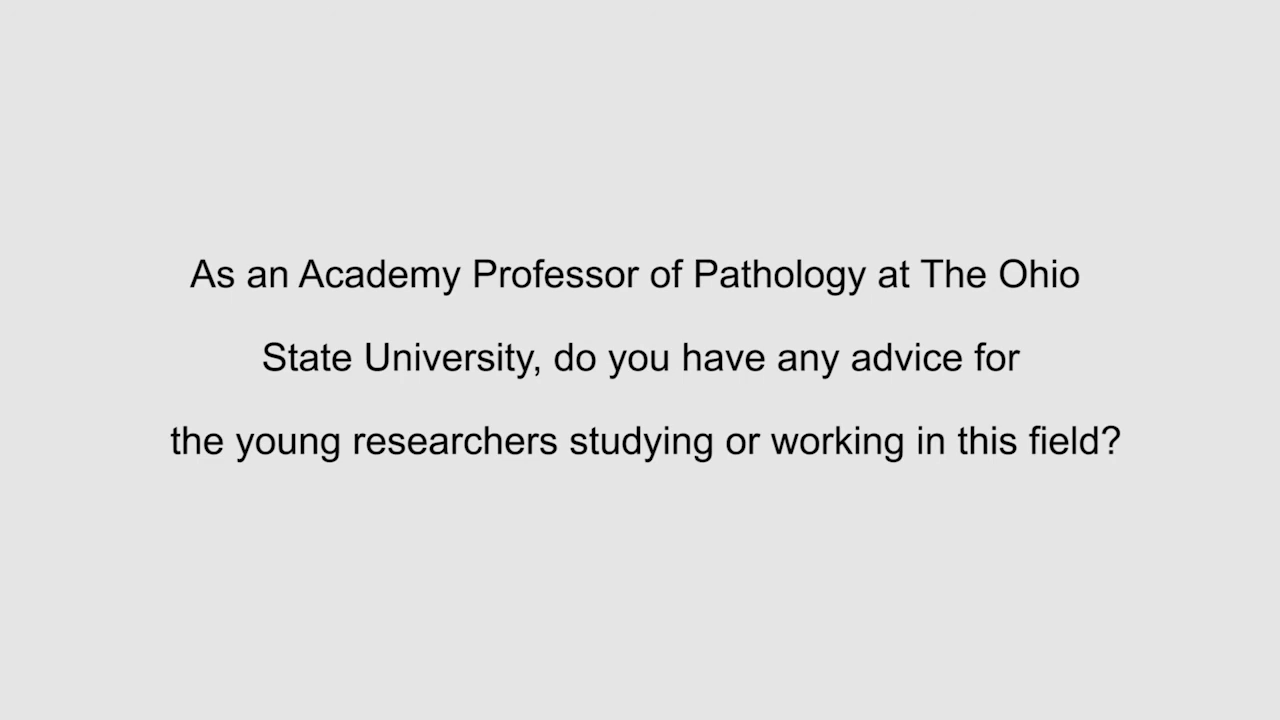 As an Academy Professor of Pathology at The Ohio
State University, do you have any advice for
the young researchers studying or working in this field?